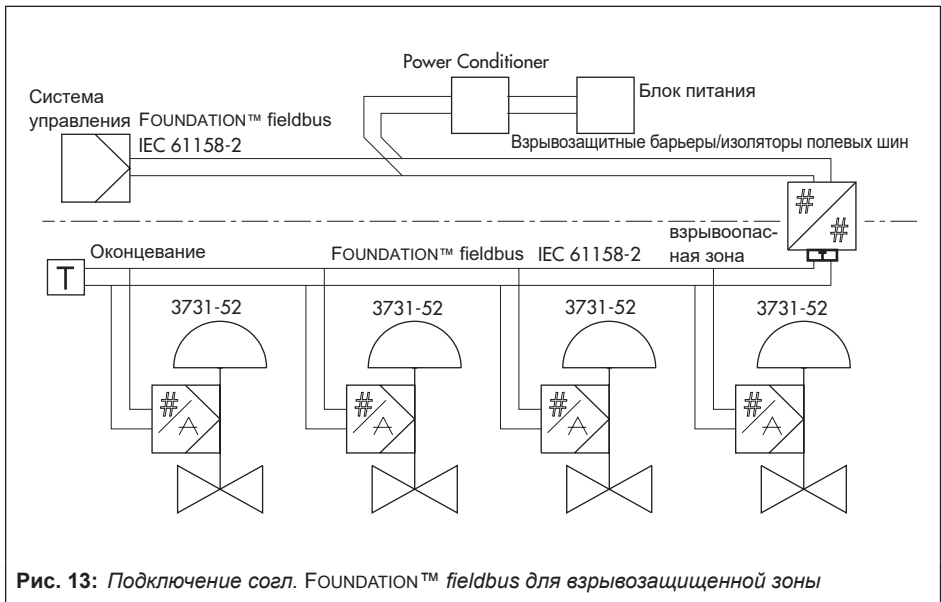 Power Conditioner
Блок питания
Система
управления
FOUNDATION™ fieldbus
IEC 61158-2
Взрывозащитные барьеры/изоляторы полевых шин
#
#
взрывоопас-
ная зона
T
Оконцевание
FOUNDATION™ fieldbus IEC 61158-2
T
3731-52
3731-52
3731-52
3731-52
#
A
#
A
#
A
#
A
Рис. 13: Подключение согл. FOUNDATION™ fieldbus для взрывозащищенной зоны